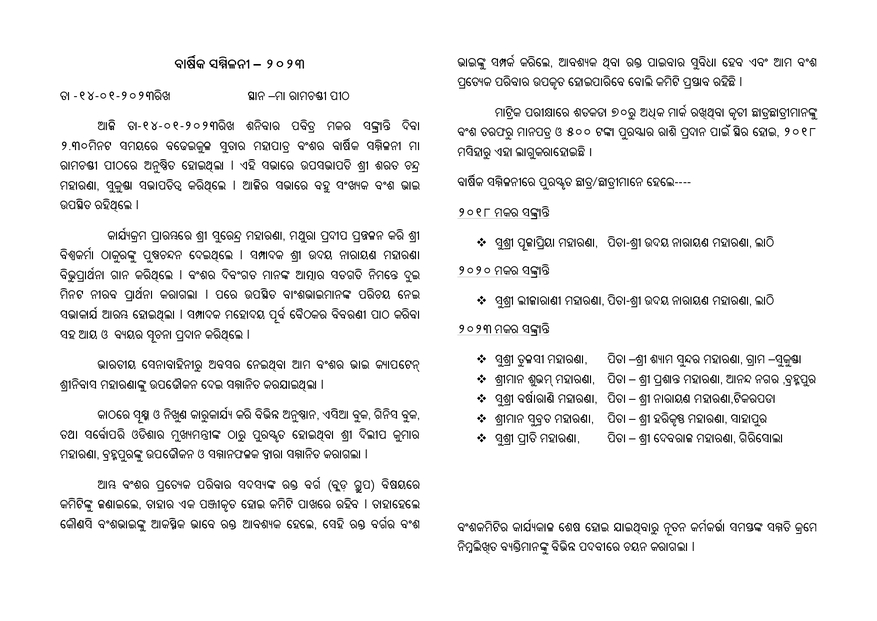 ବାର୍ଷିକ ସମ୍ମିଳନୀ – ୨୦୨୩
ତା -୧୪-୦୧-୨୦୨୩ରିଖ ସ୍ଥାନ –ମା ରାମଚଣ୍ଡୀ ପୀଠ
ଆଜି ତା-୧୪-୦୧-୨୦୨୩ରିଖ ଶନିବାର ପବିତ୍ର ମକର ସଙ୍କ୍ରାନ୍ତି ଦିବା
୨.୩୦ମିନଟ ସମୟରେ ବଢେଇକୁଳ ସୁତାର ମହାପାତ୍ର ବଂଶର ବାର୍ଷିକ ସମ୍ମିଳନୀ ମା
ରାମଚଣ୍ଡୀ ପୀଠରେ ଅନୁଷ୍ଠିତ ହୋଇଥିଲା । ଏହି ସଭାରେ ଉପସଭାପତି ଶ୍ରୀ ଶରତ ଚନ୍ଦ୍ର
ମହାରଣା, ସୁକୁଣ୍ଡା ସଭାପତିତ୍ୱ କରିଥିଲେ । ଆଜିର ସଭାରେ ବହୁ ସଂଖ୍ୟକ ବଂଶ ଭାଇ
ଉପସ୍ଥିତ ରହିଥିଲେ ।
କାର୍ଯ୍ୟକ୍ରମ ପ୍ରାରମ୍ଭରେ ଶ୍ରୀ ସୁରେନ୍ଦ୍ର ମହାରଣା, ମଥୁରା ପ୍ରଦୀପ ପ୍ରଜ୍ଜଳନ କରି ଶ୍ରୀ
ବିଶ୍ଵକର୍ମା ଠାକୁରଙ୍କୁ ପୁଷ୍ପଚନ୍ଦନ ଦେଇଥିଲେ । ସମ୍ପାଦକ ଶ୍ରୀ ଉଦୟ ନାରାୟଣ ମହାରଣା
ବିଭୁପ୍ରାର୍ଥନା ଗାନ କରିଥିଲେ । ବଂଶର ଦିବଂଗତ ମାନଙ୍କ ଆତ୍ମାର ସଦଗତି ନିମନ୍ତେ ଦୁଇ
ମିନଟ ନୀରବ ପ୍ରାର୍ଥନା କରାଗଲା । ପରେ ଉପସ୍ଥିତ ବାଂଶଭାଇମାନଙ୍କ ପରିଚୟ ନେଇ
ସଭାକାର୍ଯ ଆରମ୍ଭ ହୋଇଥିଲା । ସମ୍ପାଦକ ମହୋଦୟ ପୂର୍ବ ବୈଠକର ବିବରଣୀ ପାଠ କରିବା
ସହ ଆୟ ଓ ବ୍ୟୟର ସୂଚନା ପ୍ରଦାନ କରିଥିଲେ ।
ଭାରତୀୟ ସେନାବାହିନୀରୁ ଅବସର ନେଇଥିବା ଆମ ବଂଶର ଭାଇ କ୍ୟାପଟେନ୍
ଶ୍ରୀନିବାସ ମହାରଣାଙ୍କୁ ଉପଢୌକନ ଦେଇ ସମ୍ମାନିତ କରଯାଇଥିଲା ।
କାଠରେ ସୂକ୍ଷ୍ମ ଓ ନିଖୁଣ କାରୁକାର୍ଯ୍ୟ କରି ବିଭିନ୍ନ ଅନୁଷ୍ଠାନ, ଏସିଆ ବୁକ, ଗିନିସ ବୁକ,
ତଥା ସର୍ବୋପରି ଓଡିଶାର ମୁଖ୍ୟମନ୍ତ୍ରୀଙ୍କ ଠାରୁ ପୁରସ୍କୃତ ହୋଇଥିବା ଶ୍ରୀ ଦିଲୀପ କୁମାର
ମହାରଣା, ବ୍ରହ୍ମପୁରଙ୍କୁ ଉପଢୌକନ ଓ ସମ୍ମାନଫଳକ ଦ୍ୱାରା ସମ୍ମାନିତ କରାଗଲା ।
ଆମ୍ଭ ବଂଶର ପ୍ରତ୍ୟେକ ପରିବାର ସଦସ୍ୟଙ୍କ ରକ୍ତ ବର୍ଗ (ବ୍ଲଡ଼ ଗ୍ରୁପ) ବିଷୟରେ
କମିଟିଙ୍କୁ ଜଣାଇଲେ, ତାହାର ଏକ ପଞ୍ଜୀକୃତ ହୋଇ କମିଟି ପାଖରେ ରହିବ । ତାହାହେଲେ
କୌଣସି ବଂଶଭାଇଙ୍କୁ ଆକସ୍ମିକ ଭାବେ ରକ୍ତ ଆବଶ୍ୟକ ହେଲେ, ସେହି ରକ୍ତ ବର୍ଗର ବଂଶ
ଭାଇଙ୍କୁ ସମ୍ପର୍କ କରିଲେ, ଆବଶ୍ୟକ ଥିବା ରକ୍ତ ପାଇବାର ସୁବିଧା ହେବ ଏବଂ ଆମ ବଂଶ
ପ୍ରତ୍ୟେକ ପରିବାର ଉପକୃତ ହୋଇପାରିବେ ବୋଲି କମିଟି ପ୍ରସ୍ତାବ ରହିଛି ।
ମାଟ୍ରିକ ପରୀକ୍ଷାରେ ଶତକଡା ୭୦ରୁ ଅଧିକ ମାର୍କ ରଖିଥିବା କୃତୀ ଛାତ୍ରଛାତ୍ରୀମାନଙ୍କୁ
ବଂଶ ତରଫରୁ ମାନପତ୍ର ଓ ୫୦୦ ଟଙ୍କା ପୁରସ୍କାର ରାଶି ପ୍ରଦାନ ପାଇଁ ସ୍ଥିର ହୋଇ, ୨୦୧୮
ମସିହାରୁ ଏହା ଲାଗୁକରାହୋଇଛି ।
ବାର୍ଷିକ ସମ୍ମିଳନୀରେ ପୁରସ୍କୃତ ଛାତ୍ର/ଛାତ୍ରୀମାନେ ହେଲେ----
୨୦୧୮ ମକର ସଙ୍କ୍ରାନ୍ତି
❖ ସୁଶ୍ରୀ ପୂଜାପ୍ରିୟା ମହାରଣା, ପିତା-ଶ୍ରୀ ଉଦୟ ନାରାୟଣ ମହାରଣା, ଲାଠି
୨୦୨୦ ମକର ସଙ୍କ୍ରାନ୍ତି
❖ ସୁଶ୍ରୀ ଲୀଜାରାଣୀ ମହାରଣା, ପିତା-ଶ୍ରୀ ଉଦୟ ନାରାୟଣ ମହାରଣା, ଲାଠି
୨୦୨୩ ମକର ସଙ୍କ୍ରାନ୍ତି
❖ ସୁଶ୍ରୀ ତୁଳସୀ ମହାରଣା, ପିତା –ଶ୍ରୀ ଶ୍ୟାମ ସୁନ୍ଦର ମହାରଣା, ଗ୍ରାମ –ସୁକୁଣ୍ଡା
❖ ଶ୍ରୀମାନ ଶୁଭମ୍ ମହାରଣା, ପିତା – ଶ୍ରୀ ପ୍ରଶାନ୍ତ ମହାରଣା, ଆନନ୍ଦ ନଗର ,ବ୍ରହ୍ମପୁର
❖ ସୁଶ୍ରୀ ବର୍ଷାରାଣି ମହାରଣା, ପିତା – ଶ୍ରୀ ନାରାୟଣ ମହାରଣା,ଟିକରପଡା
❖ ଶ୍ରୀମାନ ସୁବ୍ରତ ମହାରଣା, ପିତା – ଶ୍ରୀ ହରିକୃଷ୍ଣ ମହାରଣା, ସାହାପୁର
❖ ସୁଶ୍ରୀ ପ୍ରୀତି ମହାରଣା, ପିତା – ଶ୍ରୀ ଦେବରାଜ ମହାରଣା, ଗିରିସୋଲା
ବଂଶକମିଟିର କାର୍ଯ୍ୟକାଳ ଶେଷ ହୋଇ ଯାଇଥିବାରୁ ନୂତନ କର୍ମକର୍ତ୍ତା ସମସ୍ତଙ୍କ ସମ୍ମତି କ୍ରମେ
ନିମ୍ନଲିଖିତ ବ୍ୟକ୍ତିମାନଙ୍କୁ ବିଭିନ୍ନ ପଦବୀରେ ଚୟନ କରାଗଲା ।